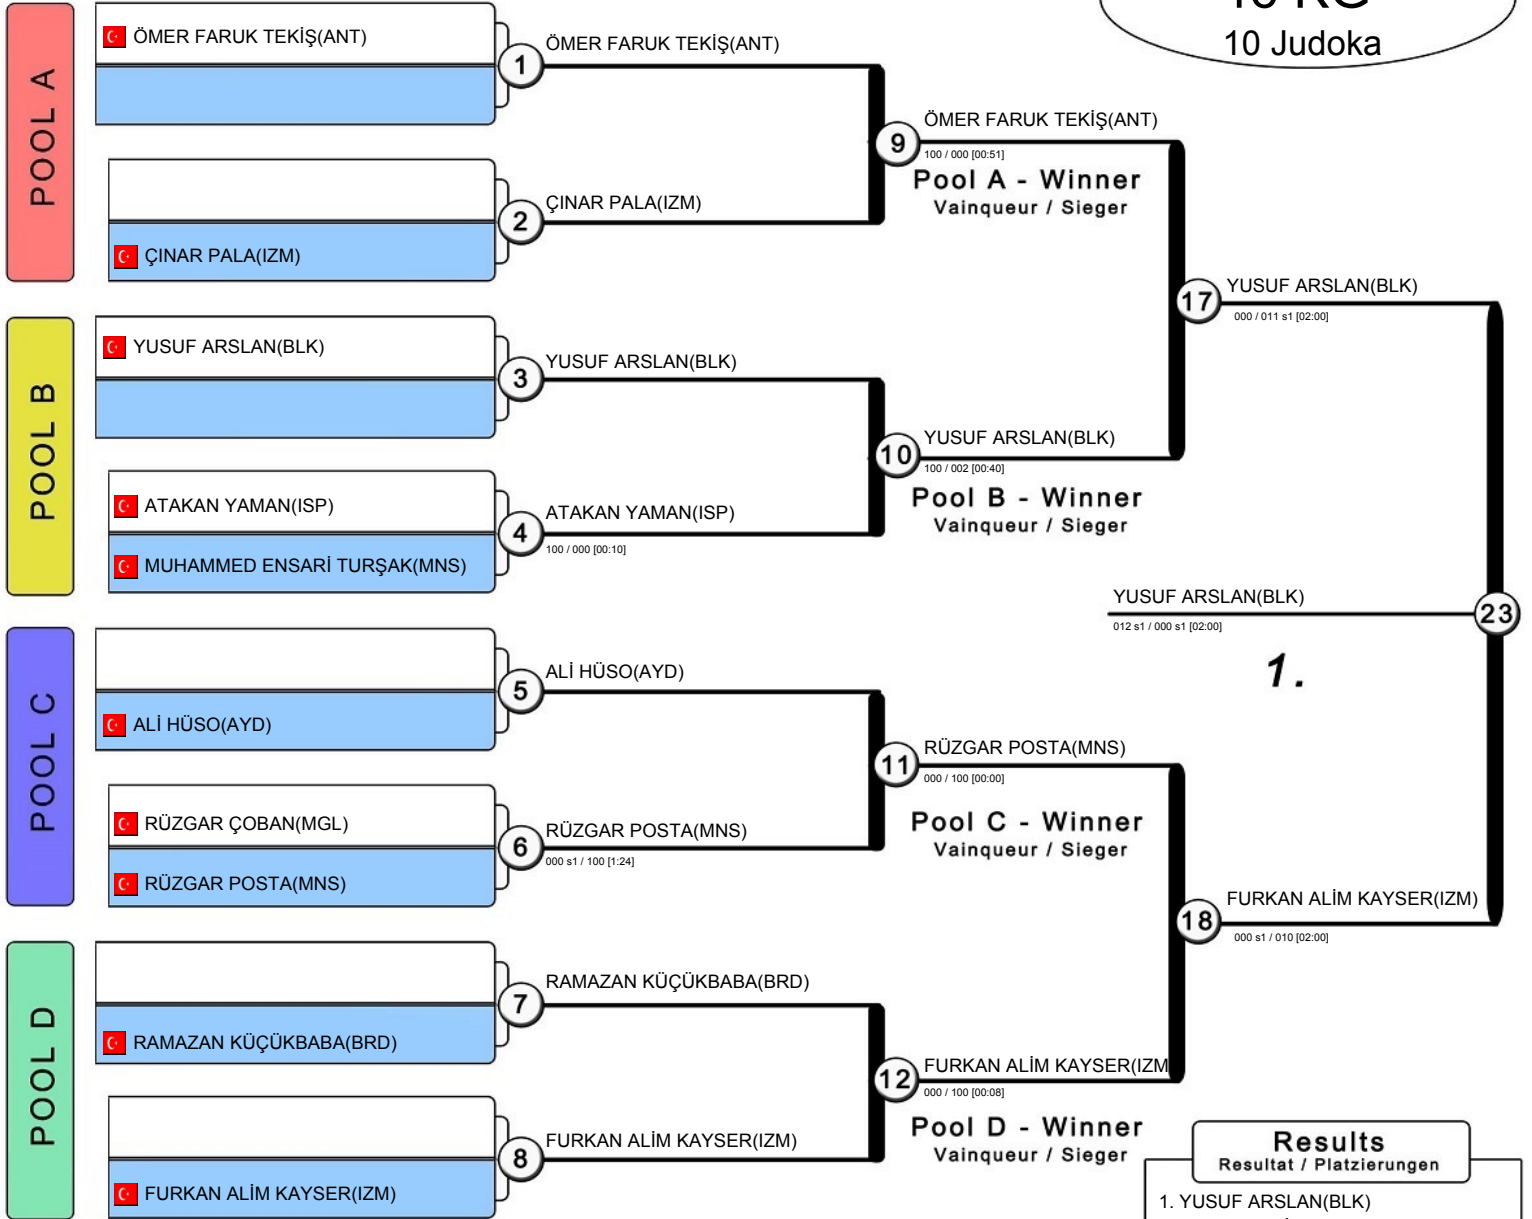 10 Judoka
POOL A
ÖMER FARUK TEKİŞ(ANT)
1
ÖMER FARUK TEKİŞ(ANT)
2
ÇINAR PALA(IZM)
ÇINAR PALA(IZM)
9
ÖMER FARUK TEKİŞ(ANT)
100 / 000 [00:51]
Pool A - Winner
Vainqueur / Sieger
POOL B
YUSUF ARSLAN(BLK)
3
YUSUF ARSLAN(BLK)
ATAKAN YAMAN(ISP)
MUHAMMED ENSARİ TURŞAK(MNS)
4
ATAKAN YAMAN(ISP)
100 / 000 [00:10]
10
YUSUF ARSLAN(BLK)
100 / 002 [00:40]
Pool B - Winner
Vainqueur / Sieger
17
YUSUF ARSLAN(BLK)
000 / 011 s1 [02:00]
YUSUF ARSLAN(BLK)
23
012 s1 / 000 s1 [02:00]
1.
POOL C
ALİ HÜSO(AYD)
5
ALİ HÜSO(AYD)
RÜZGAR ÇOBAN(MGL)
RÜZGAR POSTA(MNS)
6
RÜZGAR POSTA(MNS)
000 s1 / 100 [1:24]
11
RÜZGAR POSTA(MNS)
000 / 100 [00:00]
Pool C - Winner
Vainqueur / Sieger
18
FURKAN ALİM KAYSER(IZM)
000 s1 / 010 [02:00]
POOL D
RAMAZAN KÜÇÜKBABA(BRD)
7
RAMAZAN KÜÇÜKBABA(BRD)
FURKAN ALİM KAYSER(IZM)
8
FURKAN ALİM KAYSER(IZM)
12
FURKAN ALİM KAYSER(IZM
000 / 100 [00:08]
Pool D - Winner
Vainqueur / Sieger
Results
Resultat / Platzierungen
1. YUSUF ARSLAN(BLK)